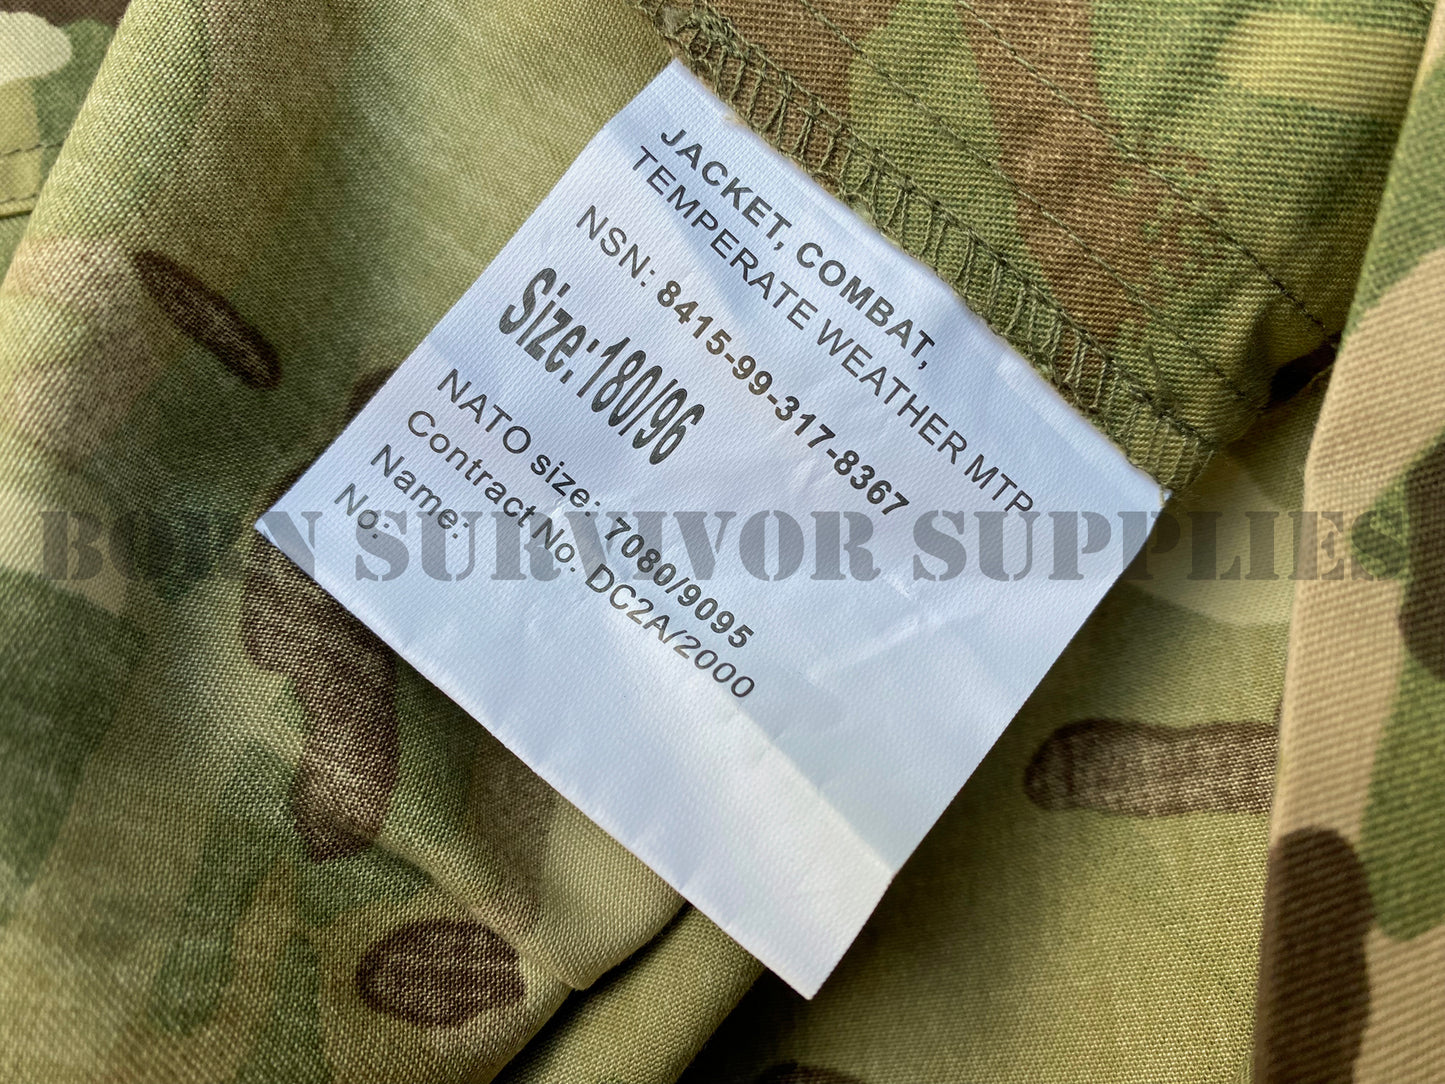 JACKET, COMBAT,
TEMPERATE WEATHER MTP
NSN: 8415-99-317-8367
Size:180/96
NATO size: 7080/9095
Contract No. DC2A/2000
Name:
No:
BORN SURVIVOR SUPPLIES